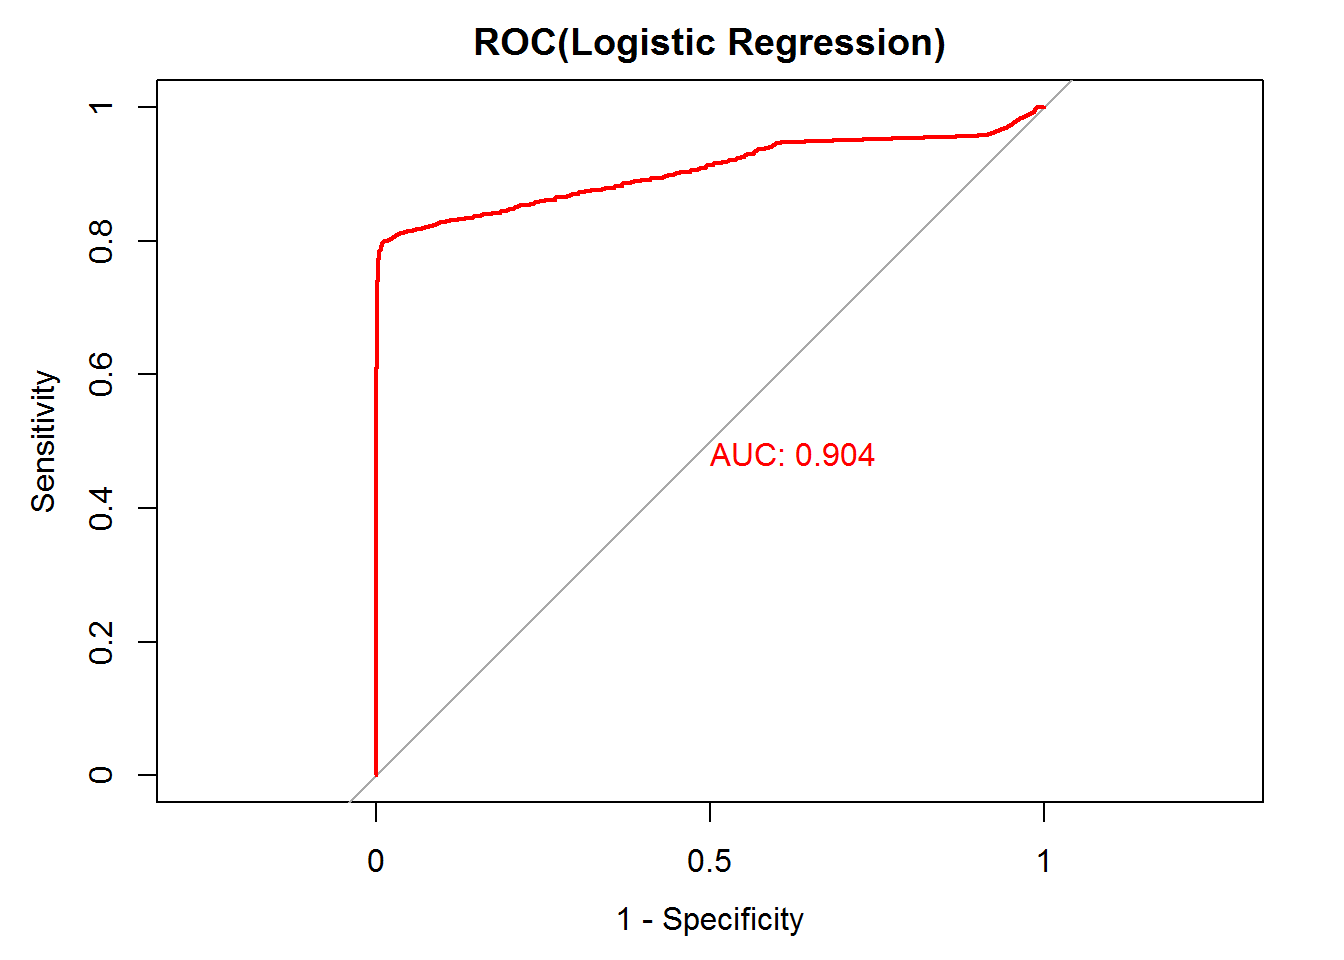 ROC(Logistic Regression)
Sensitivity
1
0.8
0.6
0.4
0.2
0
AUC: 0.904
0 0.5 1
1 - Specificity